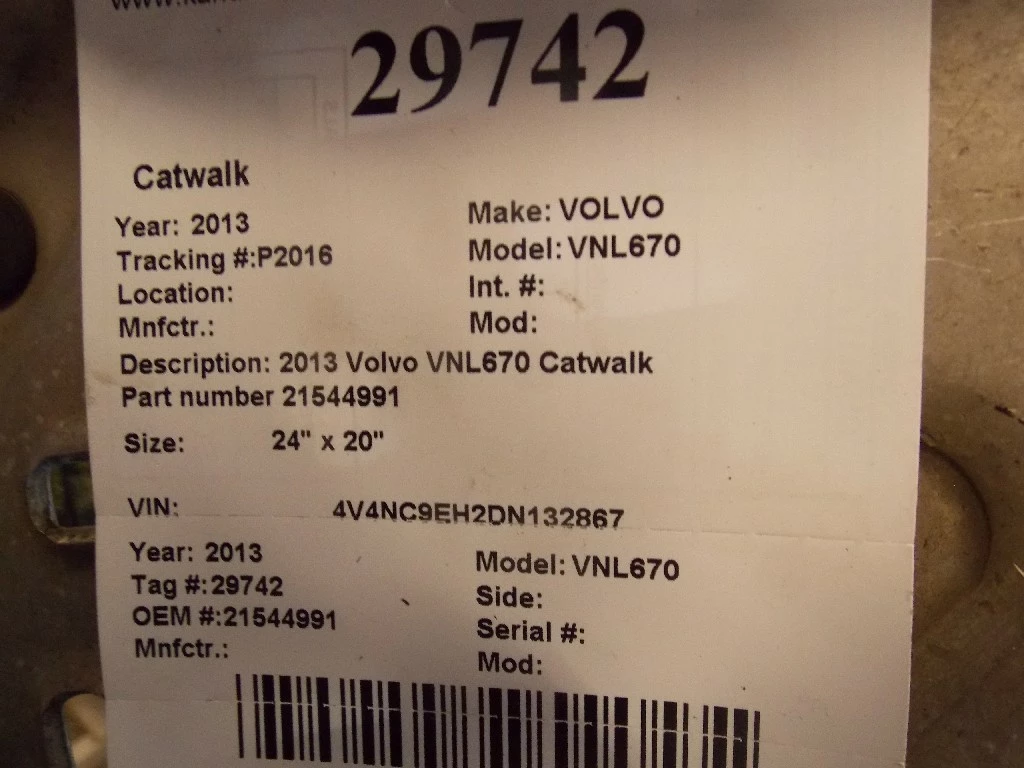 29742
Catwalk
Year: 2013 Make: VOLVO
Tracking #:P2016 Model: VNL670
Location: Int. #:
Mnfctr.: Mod:
Description: 2013 Volvo VNL670 Catwalk
Part number 21544991
Size: 24" x 20"
VIN: 4V4NC9EH2DN132867
Year: 2013 Model: VNL670
Tag #:29742 Side:
OEM #:21544991 Serial #:
Mnfctr.: Mod: